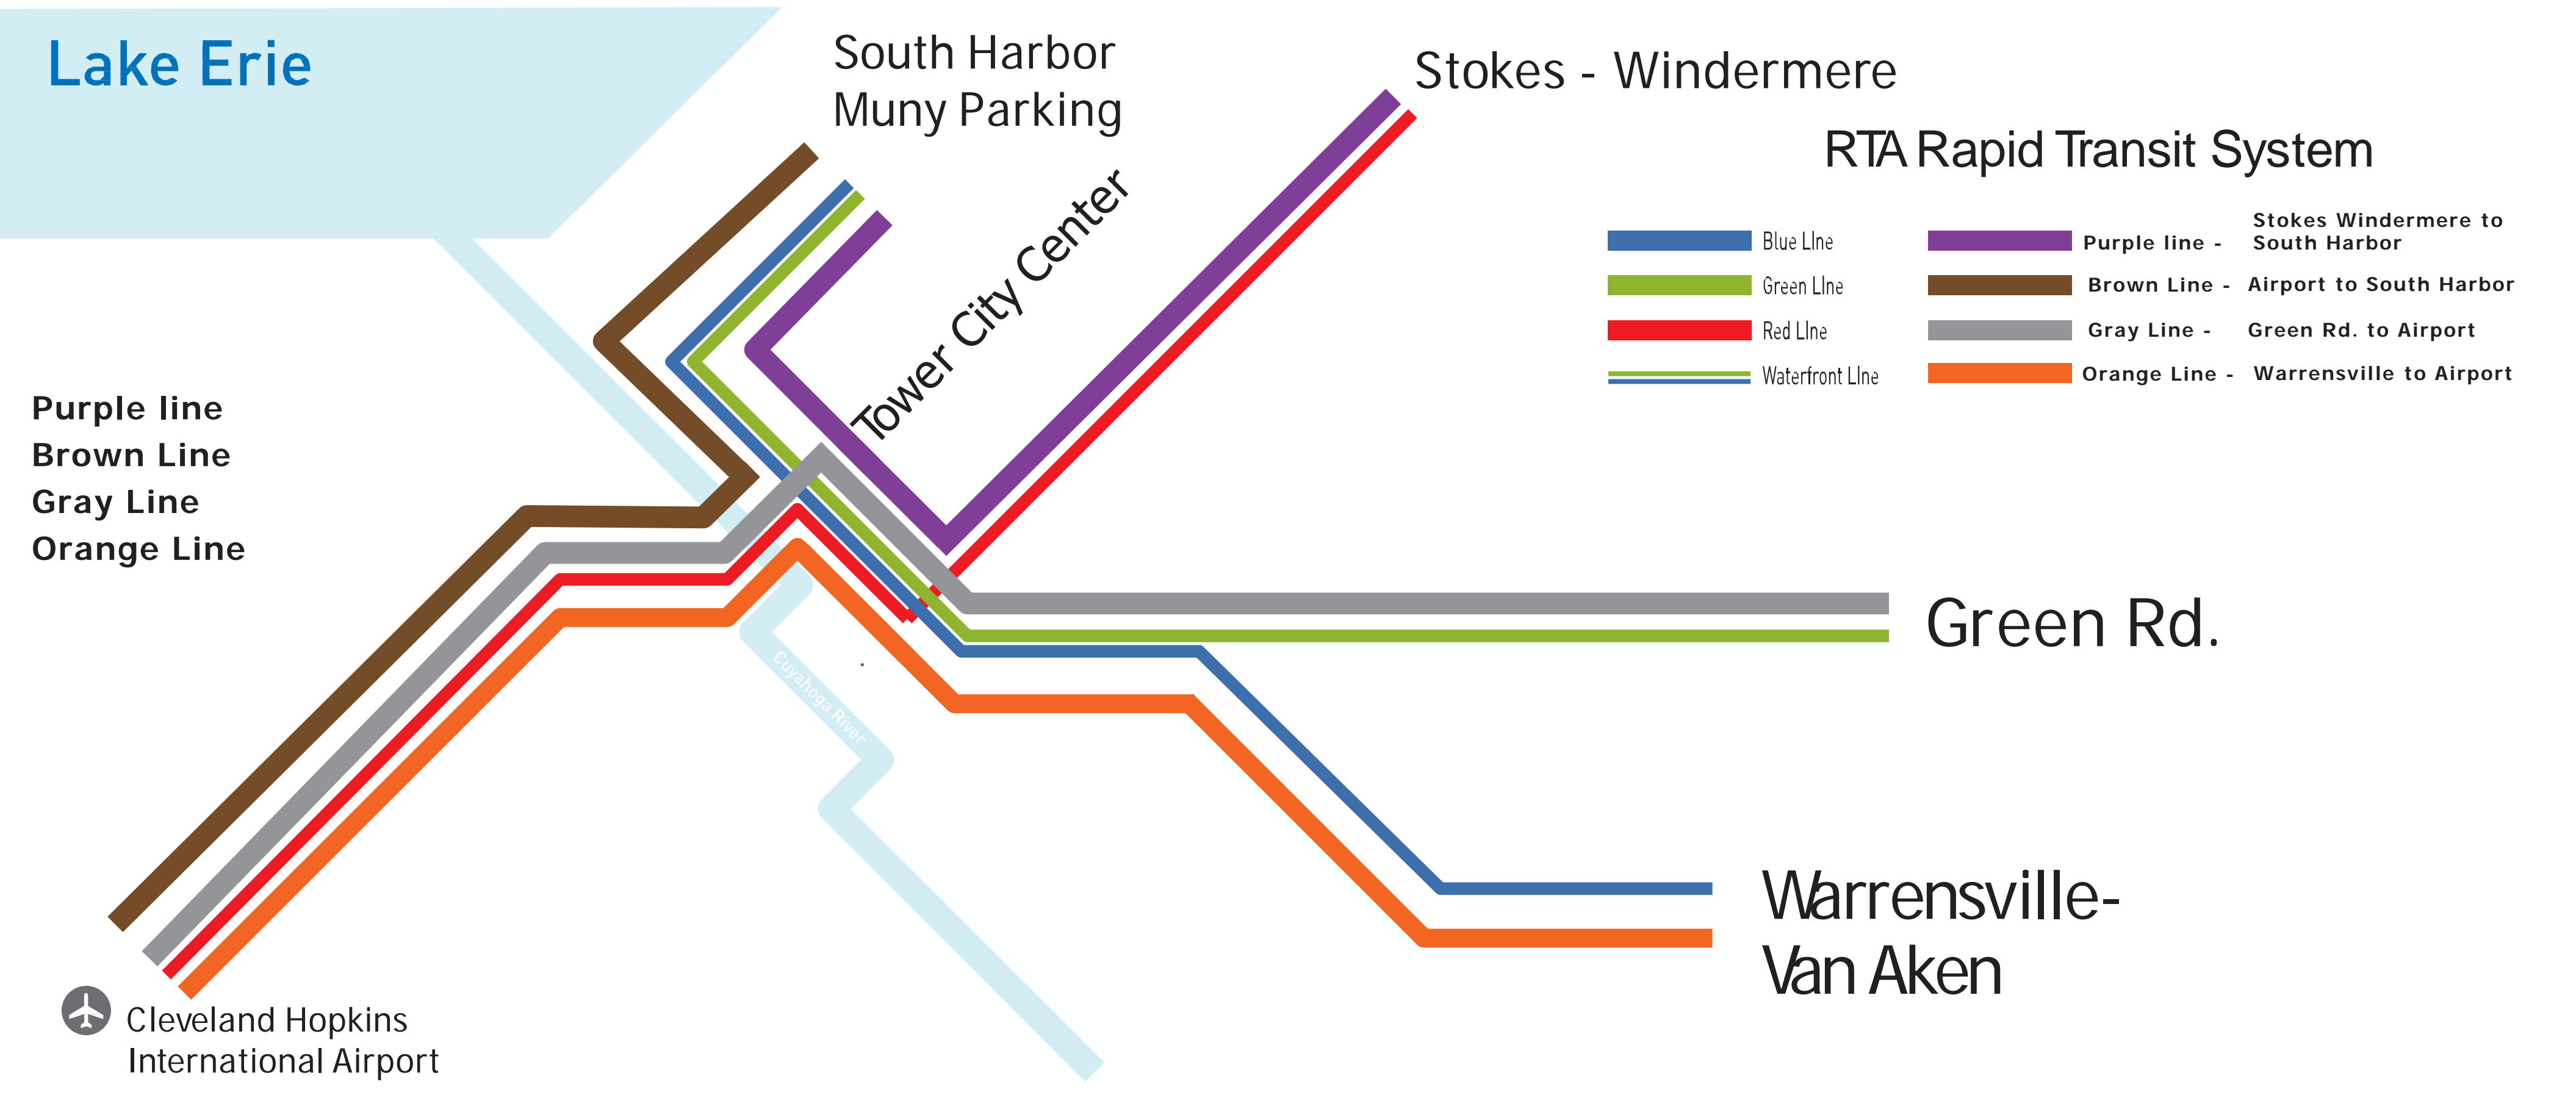 Lake Erie
South Harbor
Muny Parking
Stokes - Windermere
Tower City Center
RTA Rapid Transit System
Blue LIne
Green LIne
Red LIne
Waterfront LIne
Purple line - Stokes Windermere to
South Harbor
Brown Line - Airport to South Harbor
Gray Line - Green Rd. to Airport
Orange Line - Warrensville to Airport
Purple line
Brown Line
Gray Line
Orange Line
Green Rd.
Cuyahoga River
Warrensville-
Van Aken
Cleveland Hopkins
International Airport